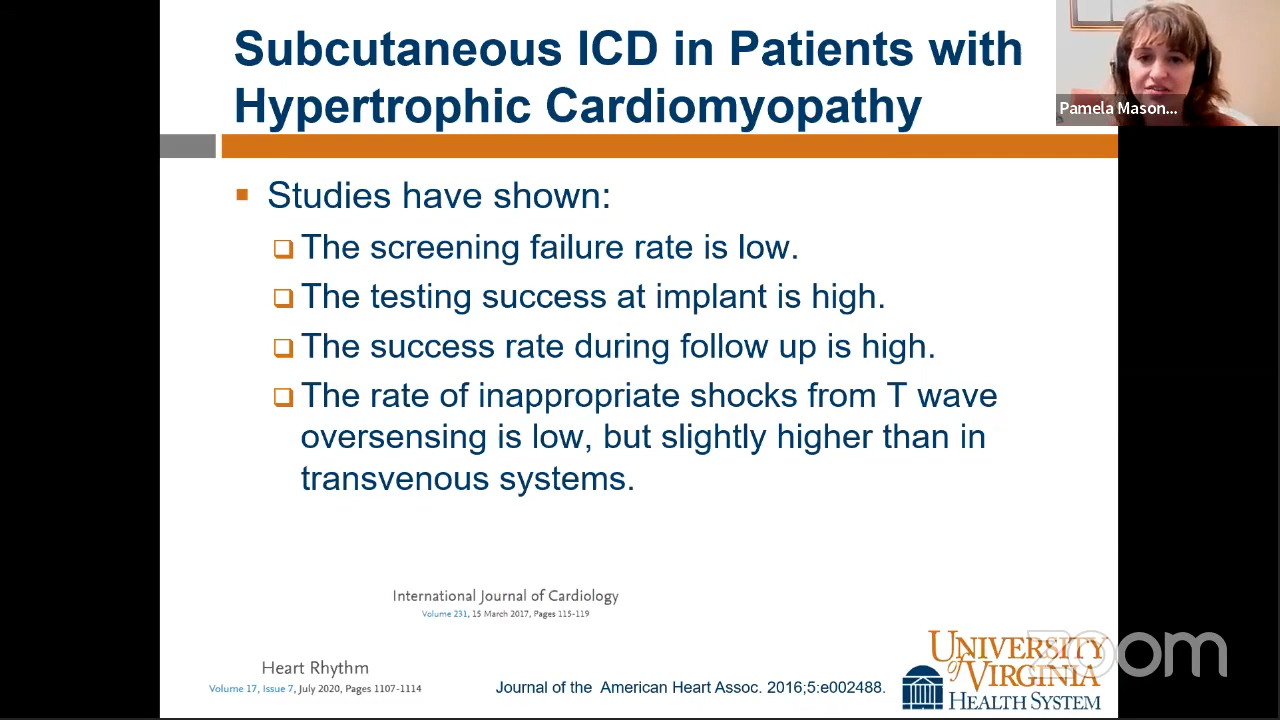 Subcutaneous ICD in Patients with
Hypertrophic Cardiomyopathy
Pamela Mason...
Studies have shown:
The screening failure rate is low.
The testing success at implant is high.
The success rate during follow up is high.
The rate of inappropriate shocks from T wave
oversensing is low, but slightly higher than in
transvenous systems.
International Journal of Cardiology
Volume 231, 15 March 2017, Pages 115-119
Heart Rhythm
Volume 17, Issue 7, July 2020, Pages 1107-1114
Journal of the  American Heart Assoc. 2016;5:e002488.
UNIVERSITY
of VIRGINIA
HEALTH SYSTEM
zoom